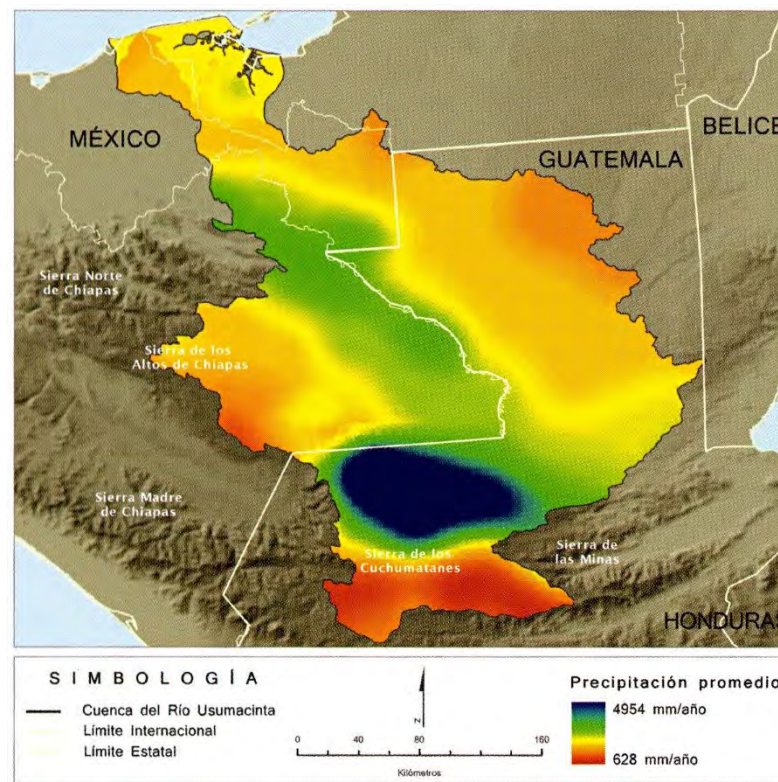 MÉXICO
BELICE
GUATEMALA
Sierra Norte
de Chiapas
Sierra de los
Altos de Chiapas
Sierra Madre
de Chiapas
Sierra de los
Cuchumatanes
Sierra de
las Minas
HONDURAS
SIMBOLOGÍA
Cuenca del Río Usumacinta
Límite Internacional
Límite Estatal
N
0 40 80 160
Kilómetros
Precipitación promedio
4954 mm/año
628 mm/año